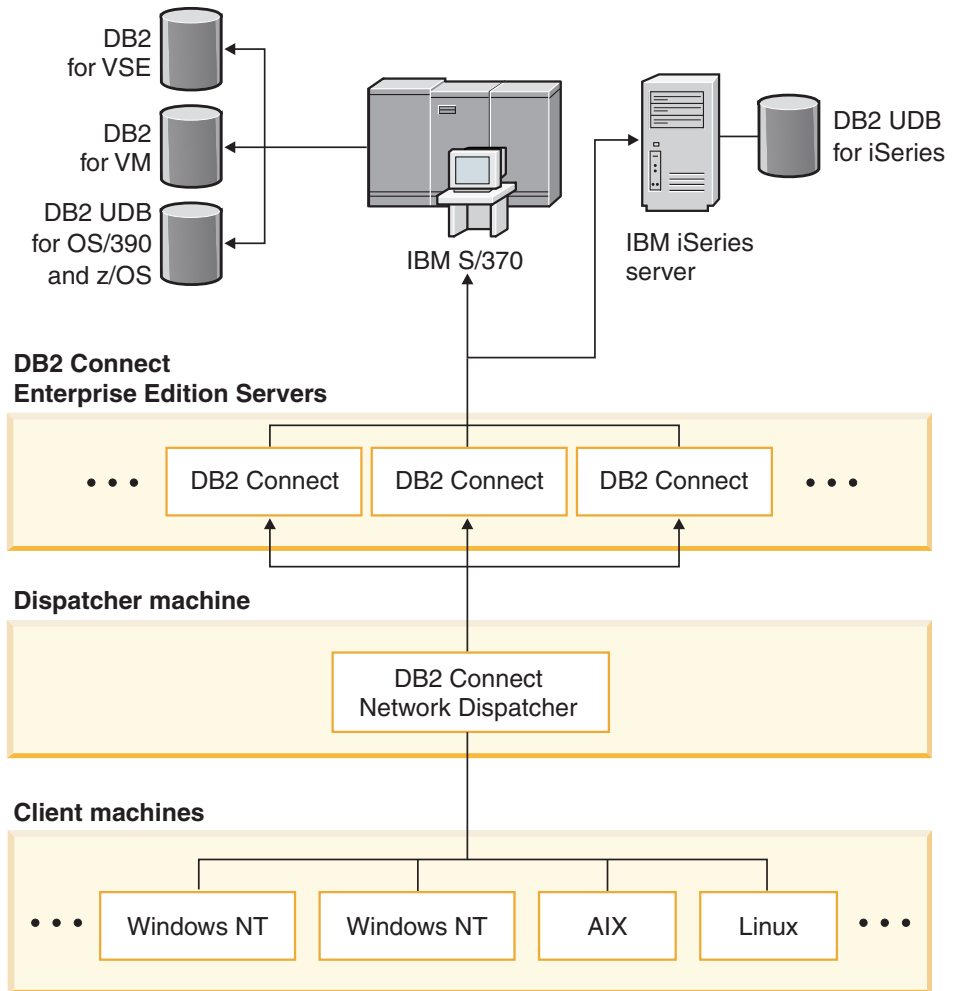 DB2
for VSE
DB2
for VM
DB2 UDB
for OS/390
and z/OS
IBM S/370
DB2 UDB
for iSeries
IBM iSeries
server
DB2 Connect
Enterprise Edition Servers
• • •
DB2 Connect
DB2 Connect
DB2 Connect
• • •
Dispatcher machine
DB2 Connect
Network Dispatcher
Client machines
• • •
Windows NT
Windows NT
AIX
Linux
• • •